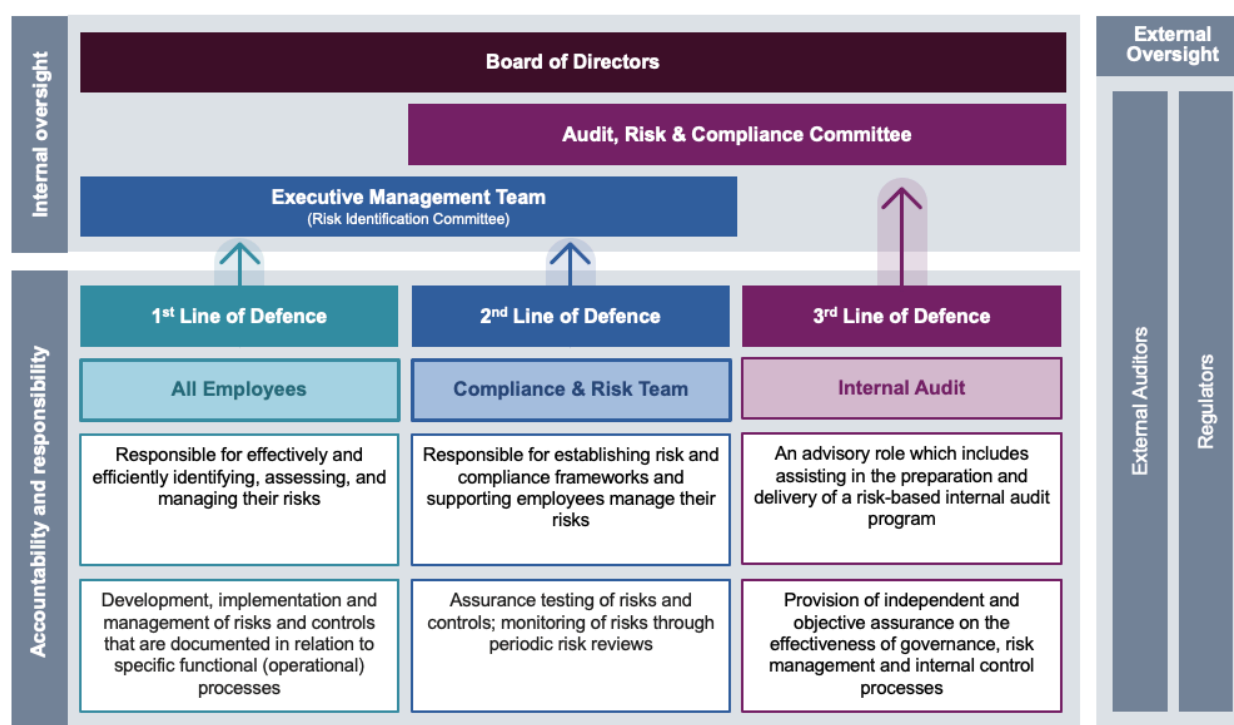 Internal oversight
Board of Directors
Audit, Risk & Compliance Committee
Executive Management Team
(Risk Identification Committee)
External
Oversight
External Auditors
Regulators
Accountability and responsibility
1st Line of Defence
All Employees
Responsible for effectively and
efficiently identifying, assessing, and
managing their risks
Development, implementation and
management of risks and controls
that are documented in relation to
specific functional (operational)
processes
2nd Line of Defence
Compliance & Risk Team
Responsible for establishing risk and
compliance frameworks and
supporting employees manage their
risks
Assurance testing of risks and
controls; monitoring of risks through
periodic risk reviews
3rd Line of Defence
Internal Audit
An advisory role which includes
assisting in the preparation and
delivery of a risk-based internal audit
program
Provision of independent and
objective assurance on the
effectiveness of governance, risk
management and internal control
processes